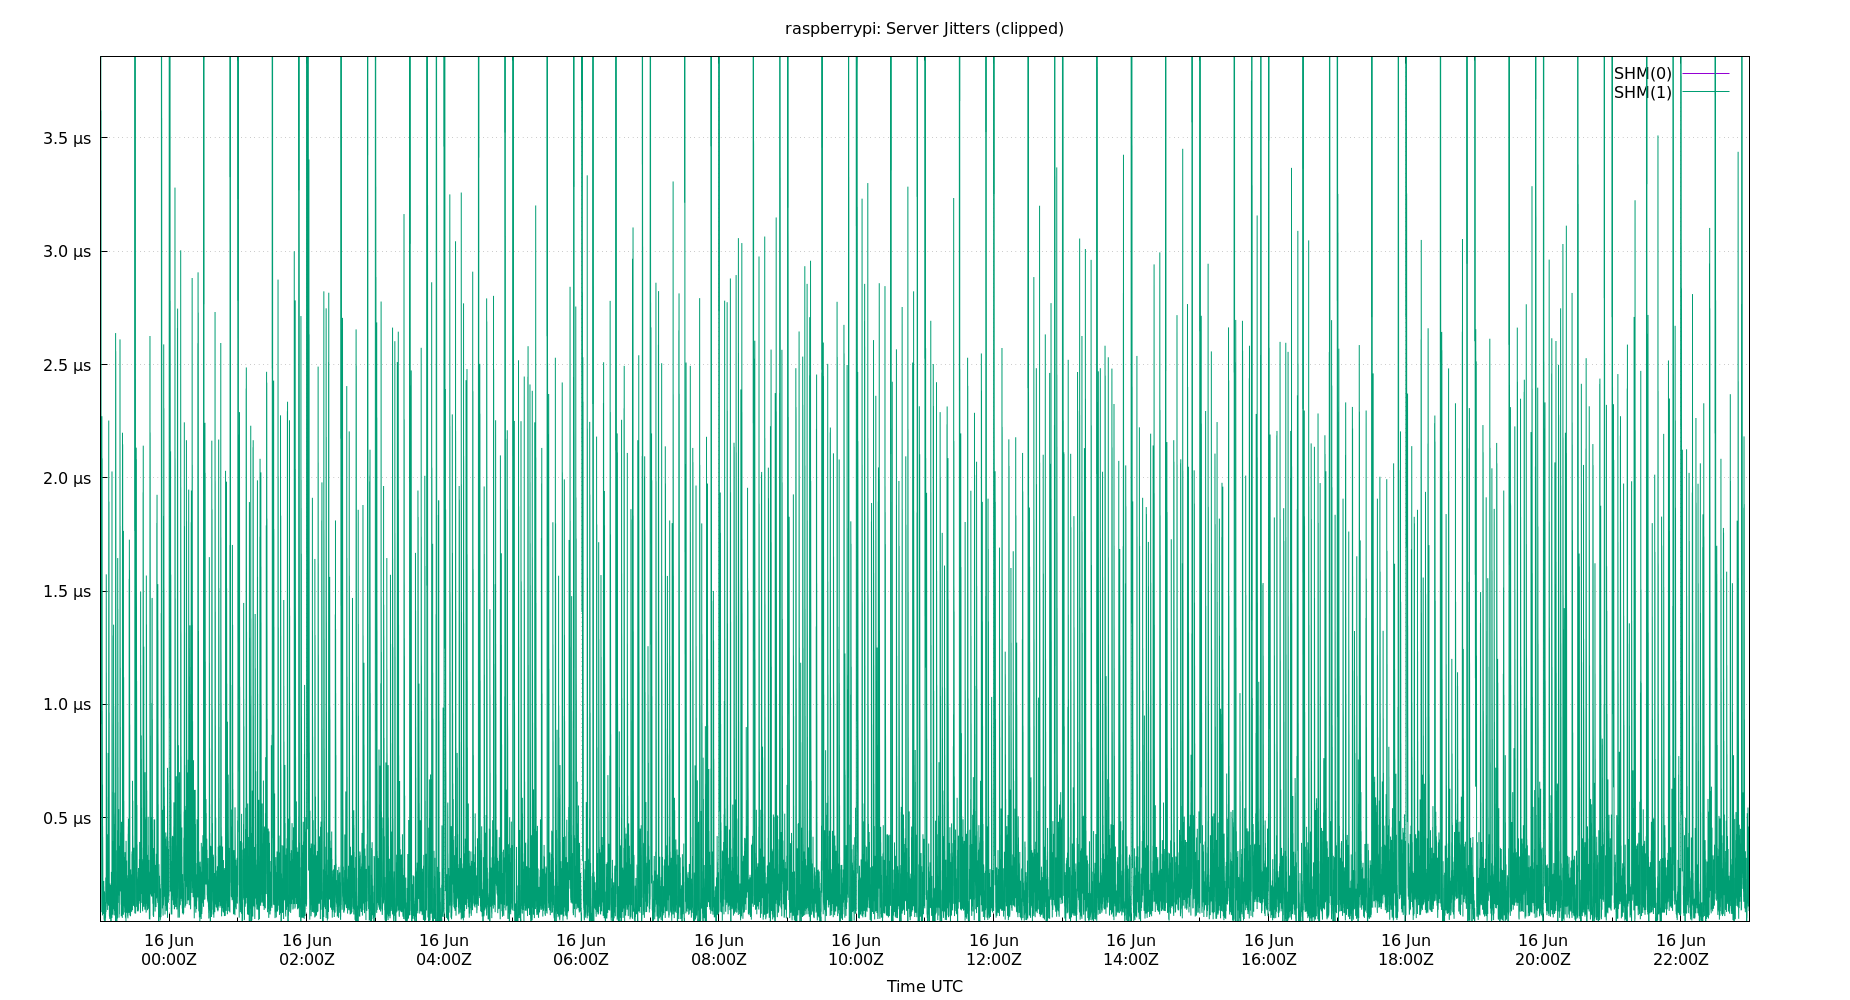 raspberrypi: Server Jitters (clipped)
SHM(0)
SHM(1)
3.5 µs
3.0 µs
2.5 µs
2.0 µs
1.5 µs
1.0 µs
0.5 µs
16 Jun 16 Jun 16 Jun 16 Jun 16 Jun 16 Jun 16 Jun 16 Jun 16 Jun 16 Jun 16 Jun 16 Jun
00:00Z 02:00Z 04:00Z 06:00Z 08:00Z 10:00Z 12:00Z 14:00Z 16:00Z 18:00Z 20:00Z 22:00Z
Time UTC